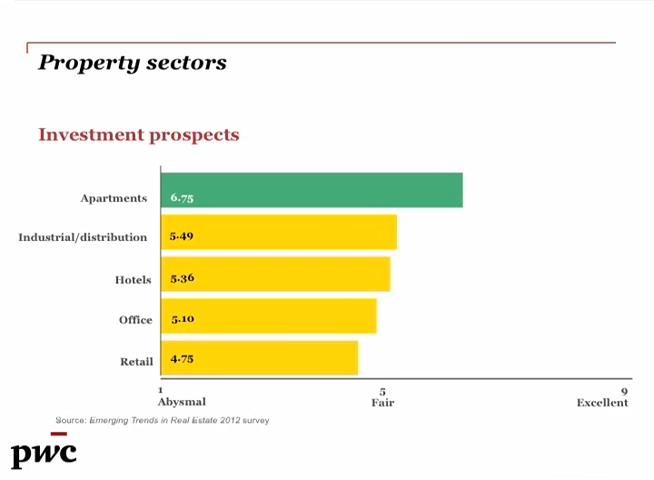 Property sectors
Investment prospects
Apartments 6.75
Industrial/distribution 5.49
Hotels 5.36
Office 5.10
Retail 4.75
1 5 9
Abysmal Fair Excellent
Source: Emerging Trends in Real Estate 2012 survey
pwc